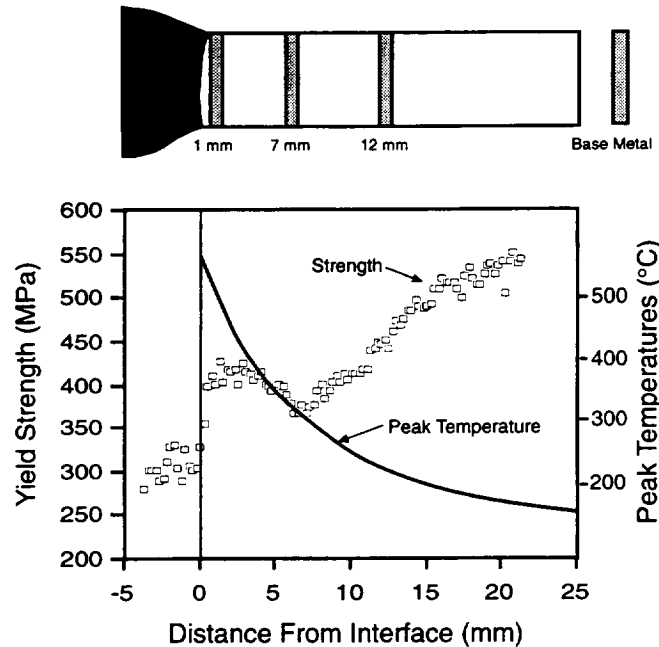 1 mm 7 mm 12 mm Base Metal
600
550
500
450
400
350
300
250
200
Yield Strength (MPa)
Strength
Peak Temperature
500
400
300
200
Peak Temperatures (°C)
-5 0 5 10 15 20 25
Distance From Interface (mm)